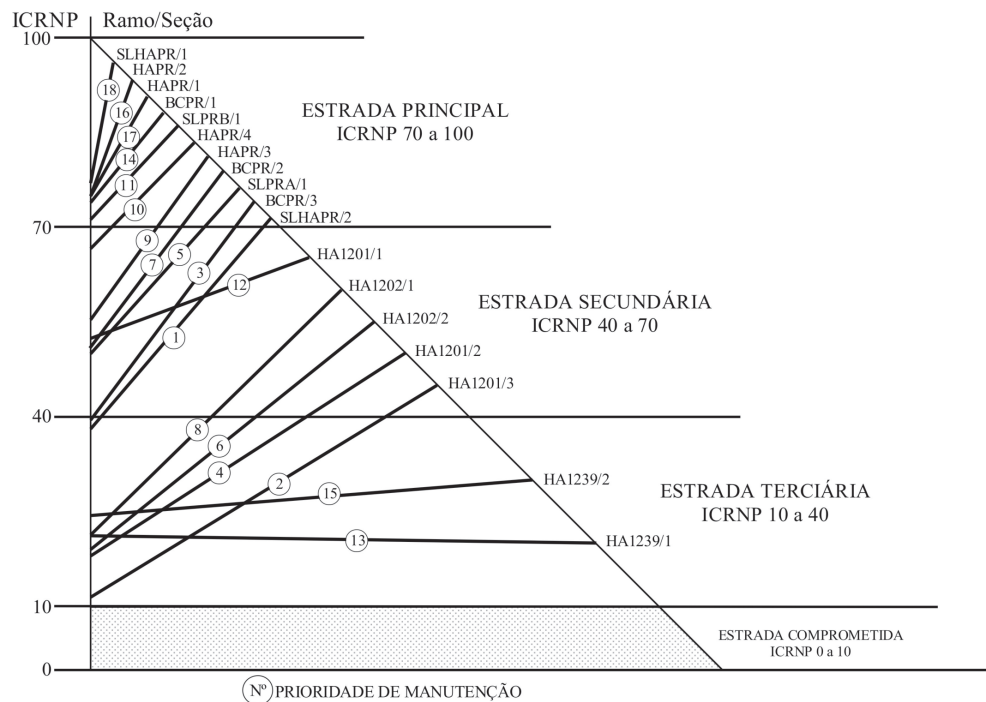 ICRNP Ramo/Seção
100
SLHAPR/1
HAPR/2
HAPR/1
BCPR/1
SLPRB/1
HAPR/4
HAPR/3
BCPR/2
SLPRA/1
BCPR/3
SLHAPR/2
18
16
17
14
11
10
9
7
5
3
12
1
ESTRADA PRINCIPAL
ICRNP 70 a 100
70
HA1201/1
HA1202/1
HA1202/2
HA1201/2
HA1201/3
ESTRADA SECUNDÁRIA
ICRNP 40 a 70
40
8
6
4
2
15
13
HA1239/2
HA1239/1
ESTRADA TERCIÁRIA
ICRNP 10 a 40
10
ESTRADA COMPROMETIDA
ICRNP 0 a 10
0
Nº PRIORIDADE DE MANUTENÇÃO